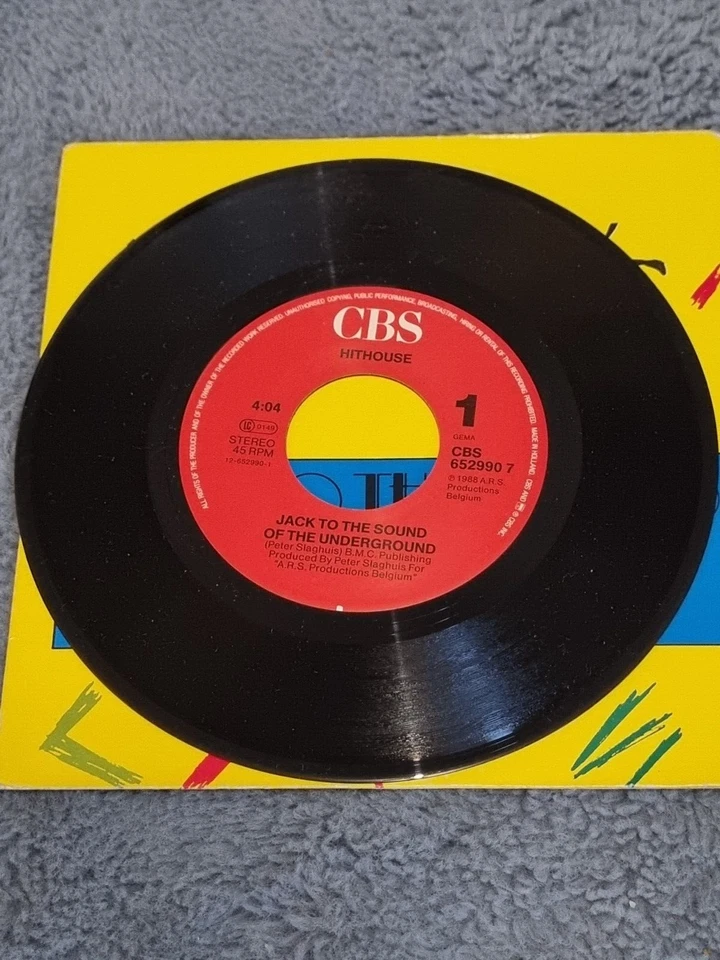 ALL RIGHTS OF THE PRODUCER AND OF THE OWNER OF THE RECORDED WORK RESERVED. UNAUTHORISED COPYING, PUBLIC PERFORMANCE, BROADCASTING, HIRING OR RENTAL OF THIS RECORDING PROHIBITED. MADE IN HOLLAND. CBS AND
CBS INC.
CBS
HITHOUSE
4:04
LC 0149
STEREO
45 RPM
12-652990-1
1
GEMA
CBS
652990 7
℗ 1988 A.R.S.
Productions
Belgium
JACK TO THE SOUND
OF THE UNDERGROUND
(Peter Slaghuis) B.M.C. Publishing
Produced By Peter Slaghuis For
"A.R.S. Productions Belgium"